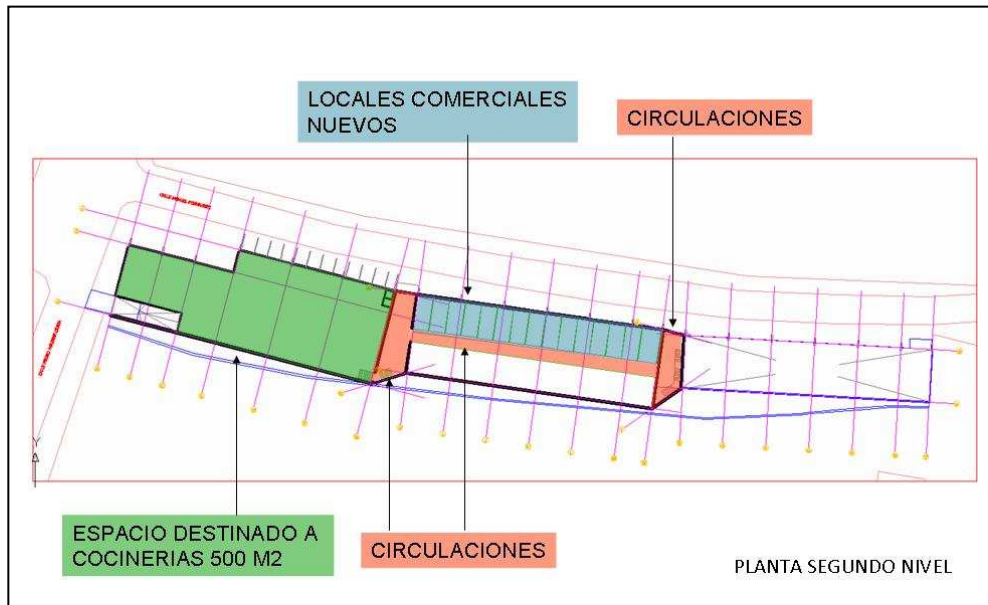 LOCALES COMERCIALES
NUEVOS
CIRCULACIONES
Y
ESPACIO DESTINADO A
COCINERIAS 500 M2
CIRCULACIONES
PLANTA SEGUNDO NIVEL